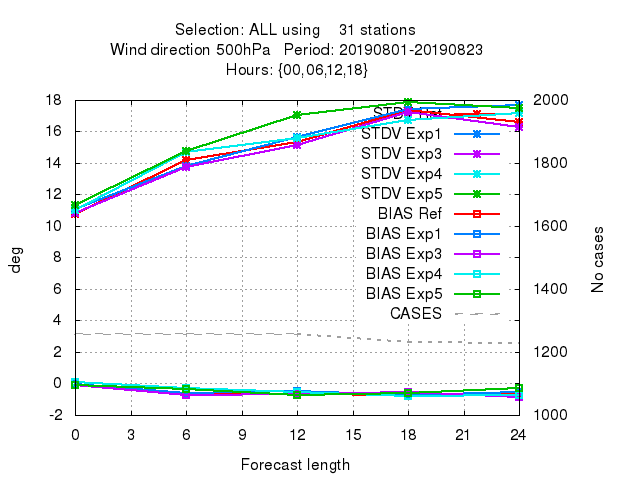 Selection: ALL using 31 stations
Wind direction 500hPa Period: 20190801-20190823
Hours: {00,06,12,18}
18
16
14
12
10
8
6
4
2
0
-2
deg
2000
1800
1600
1400
1200
1000
No cases
STDV Exp1
STDV Exp3
STDV Exp4
STDV Exp5
BIAS Ref
BIAS Exp1
BIAS Exp3
BIAS Exp4
BIAS Exp5
CASES
0 3 6 9 12 15 18 21 24
Forecast length